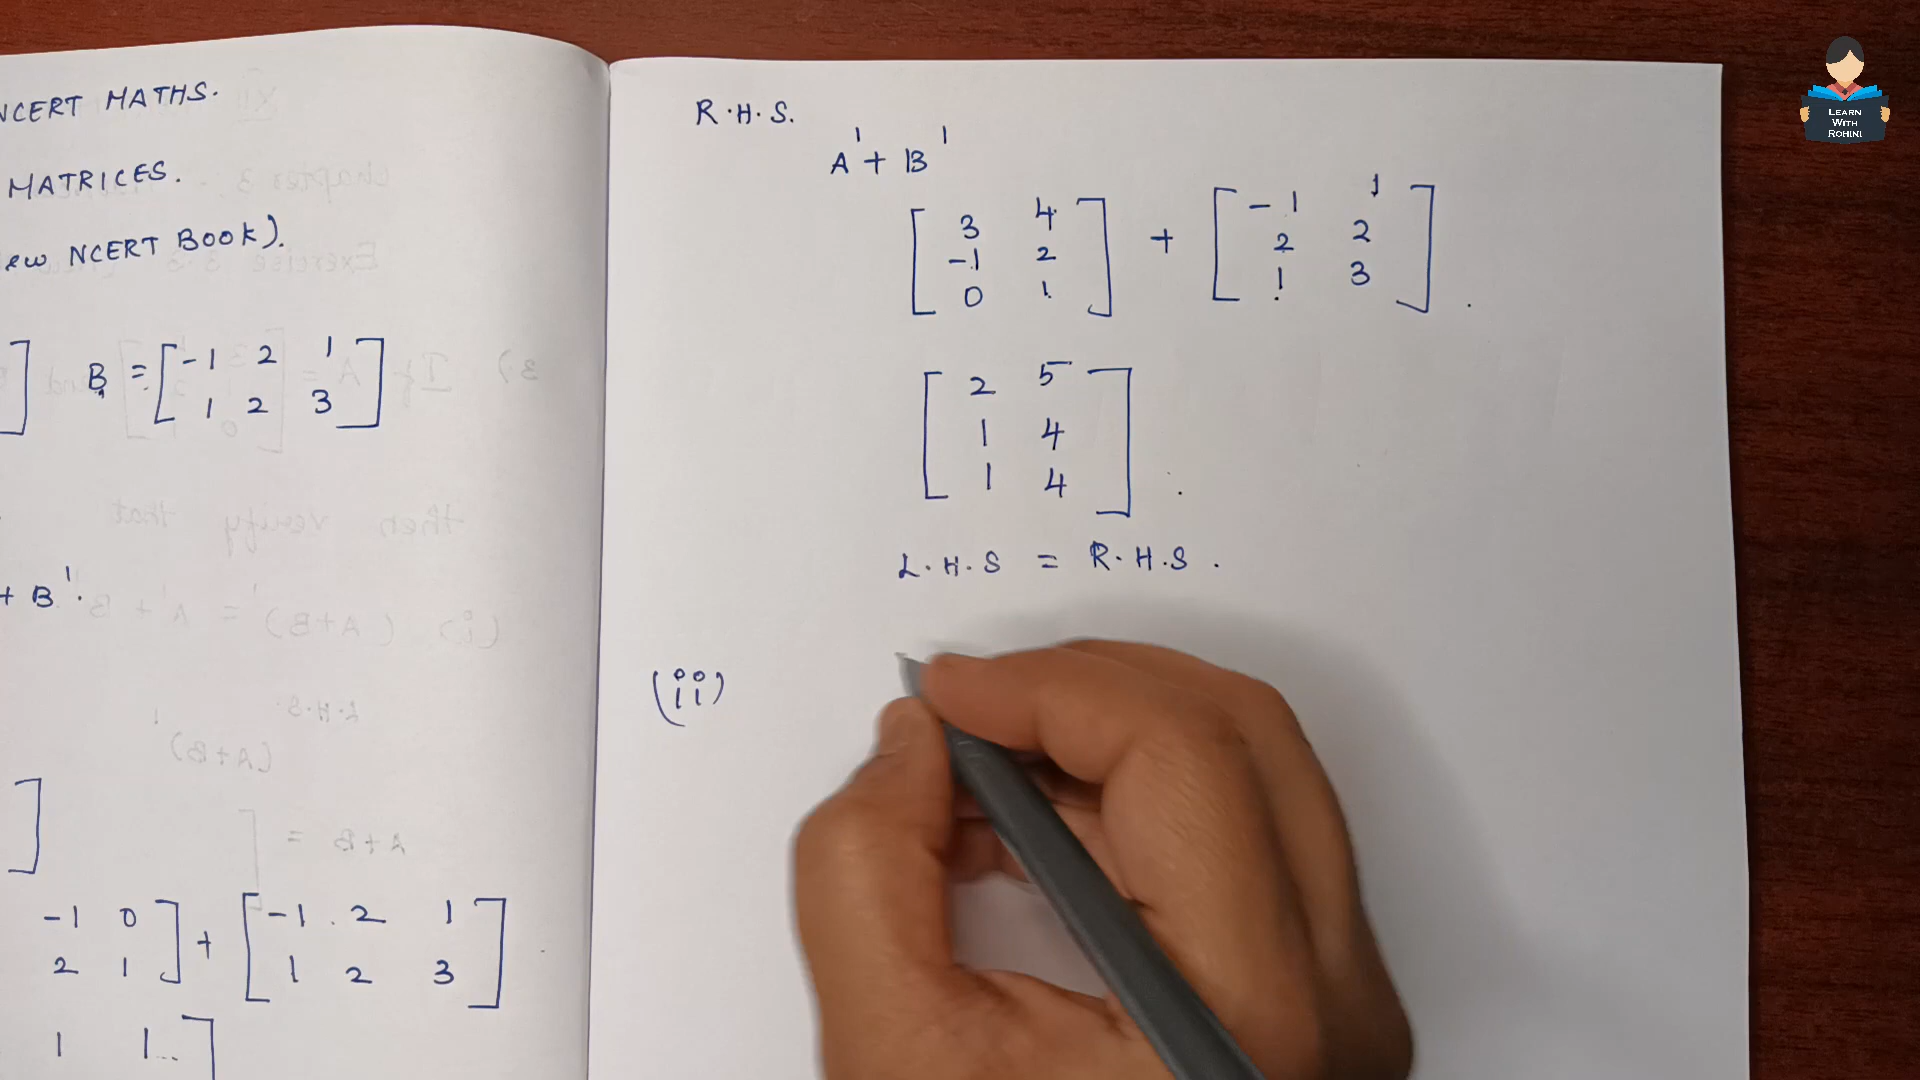 NCERT MATHS.
MATRICES.
ew NCERT BOOK).
] B = [ -1 2 1
1 2 3 ]
+ B'.
]
-1 0 ] + [ -1 2 1
2 1 1 2 3 ]
1 1 ]
R.H.S.
A' + B'
[ 3 4 ] + [ -1 1 ]
-1 2 2 2
0 1 1 3
[ 2 5 ]
1 4
1 4
L.H.S = R.H.S.
(ii)
LEARN
WITH
ROHINI